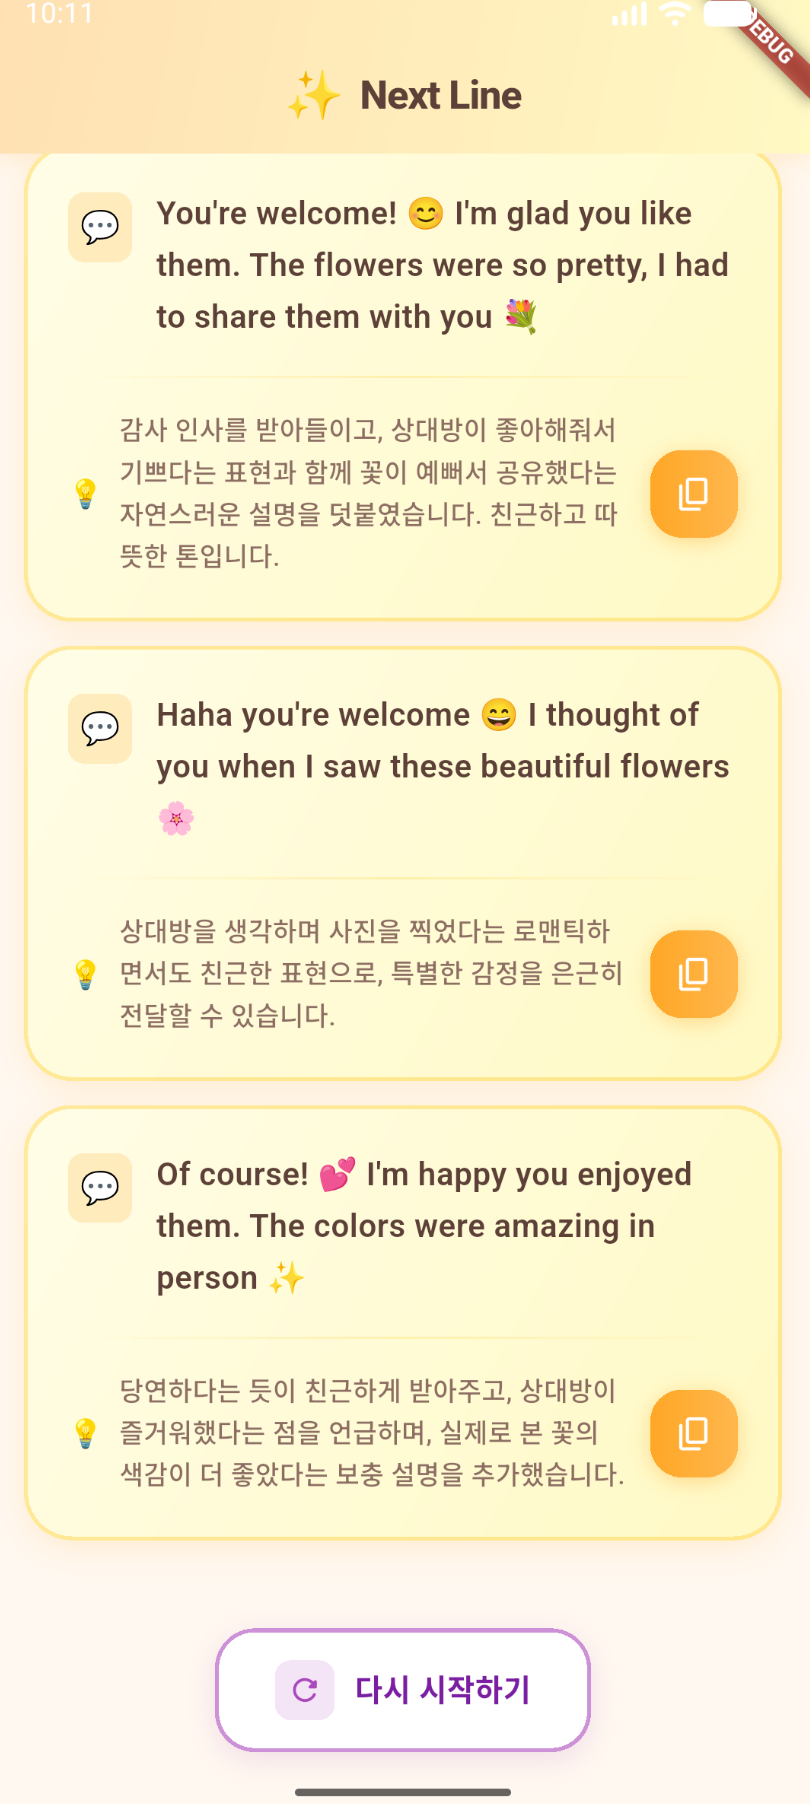 10:11
EBUG
✨ Next Line
You're welcome! 😊 I'm glad you like
them. The flowers were so pretty, I had
to share them with you 💐
감사 인사를 받아들이고, 상대방이 좋아해줘서
기쁘다는 표현과 함께 꽃이 예뻐서 공유했다는
자연스러운 설명을 덧붙였습니다. 친근하고 따
뜻한 톤입니다.
Haha you're welcome 😄 I thought of
you when I saw these beautiful flowers
🌸
상대방을 생각하며 사진을 찍었다는 로맨틱하
면서도 친근한 표현으로, 특별한 감정을 은근히
전달할 수 있습니다.
Of course! 💕 I'm happy you enjoyed
them. The colors were amazing in
person ✨
당연하다는 듯이 친근하게 받아주고, 상대방이
즐거워했다는 점을 언급하며, 실제로 본 꽃의
색감이 더 좋았다는 보충 설명을 추가했습니다.
다시 시작하기